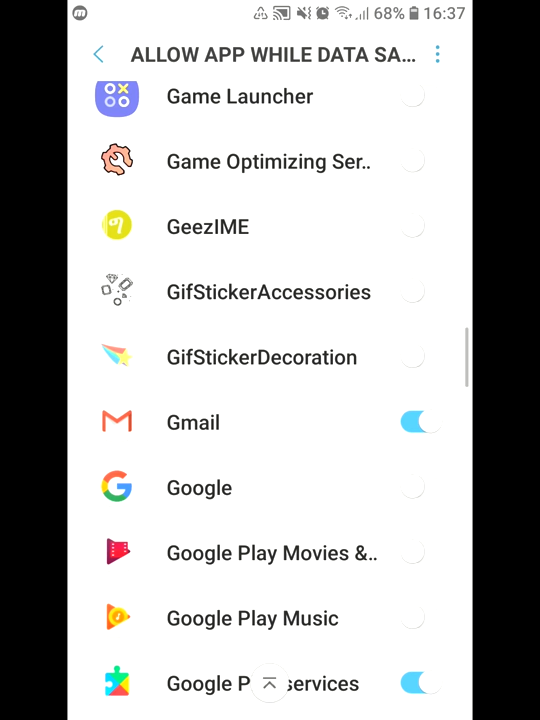 68% 16:37
ALLOW APP WHILE DATA SA...
Game Launcher
Game Optimizing Ser..
GeezIME
GifStickerAccessories
GifStickerDecoration
Gmail
Google
Google Play Movies &..
Google Play Music
Google P services